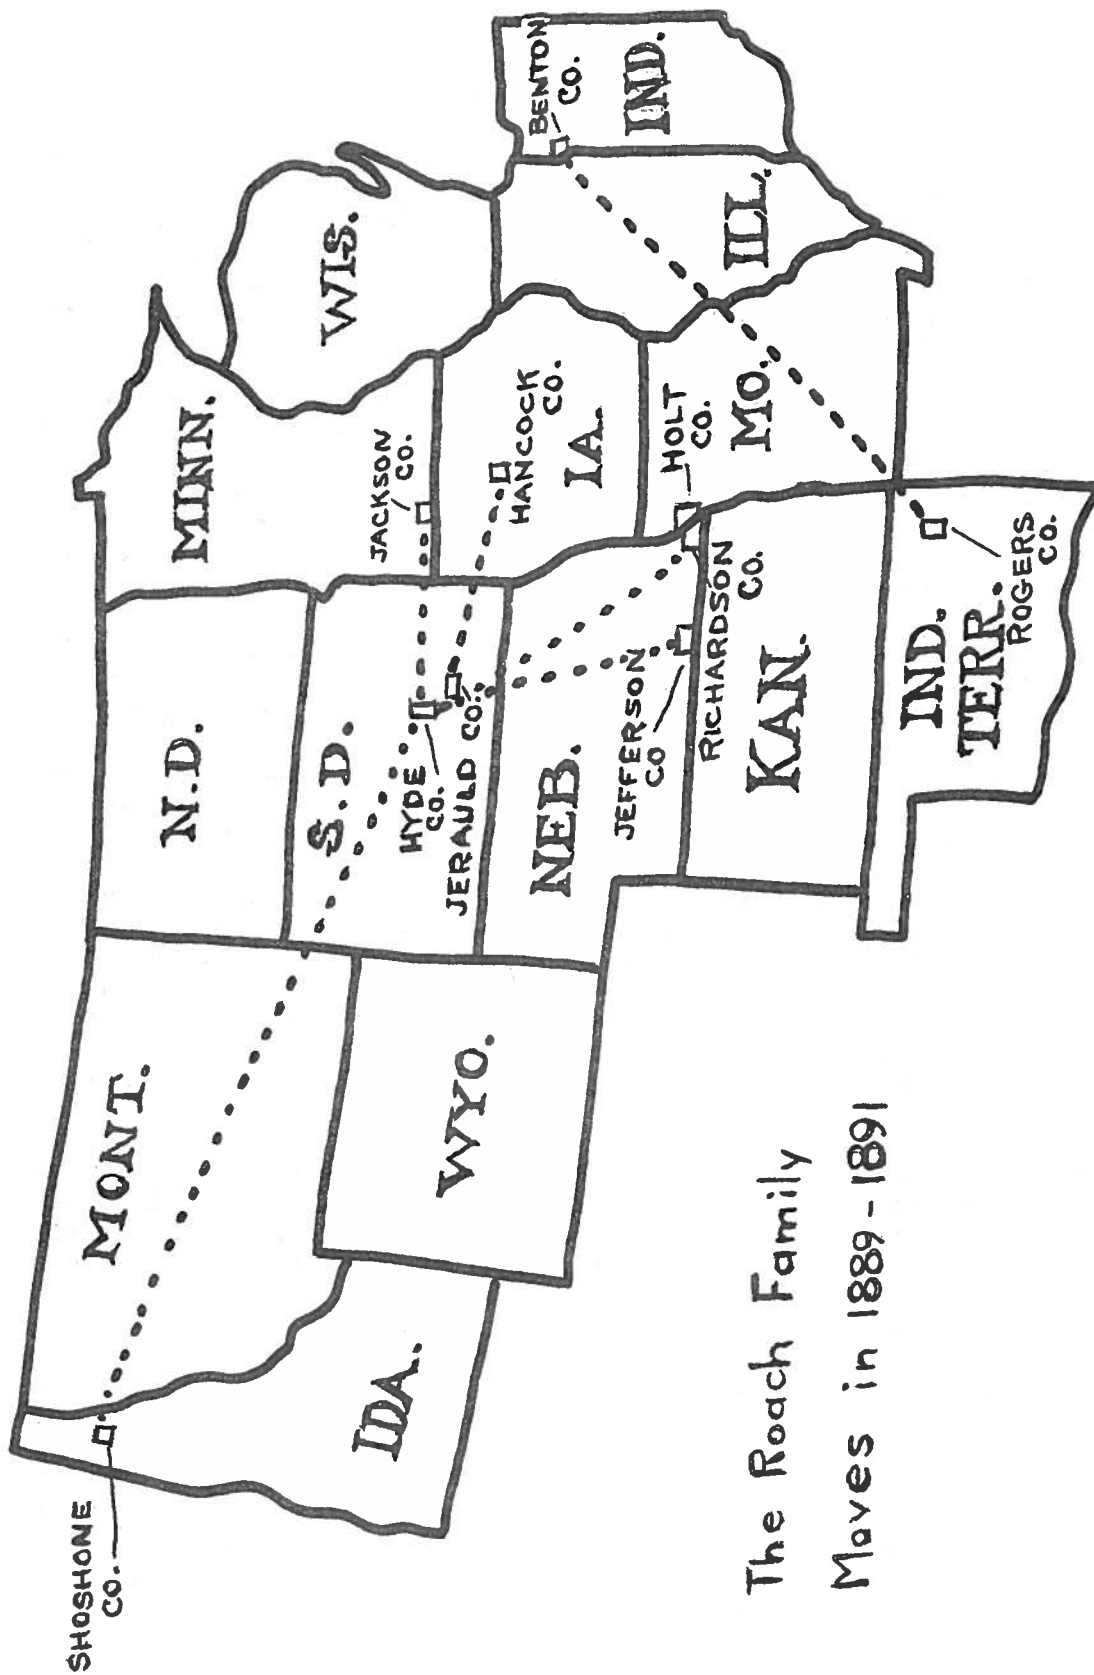 SHOSHONE
CO.
MONT.
IDA.
WYO.
N.D.
S.D.
HYDE
CO.
JERAULD CO.
NEB.
JEFFERSON
CO
RICHARDSON
CO.
KAN.
IND.
TERR.
ROGERS
CO.
MINN.
JACKSON
CO.
WIS.
HANCOCK
CO.
IA.
HOLT
CO.
MO.
ILL.
BENTON
CO.
IND.
The Roach Family
Moves in 1889-1891